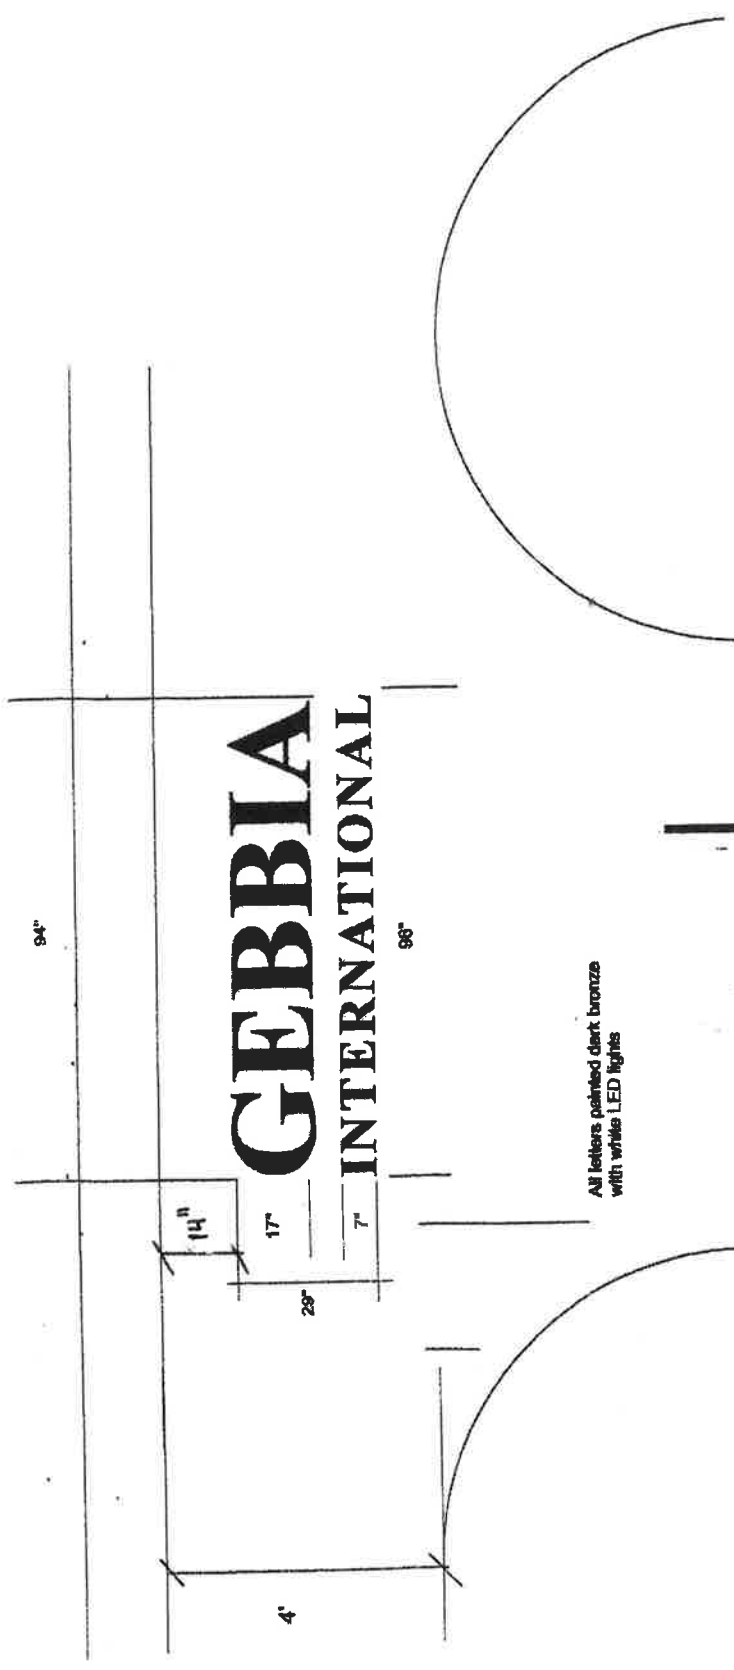 94"
14"
GEBBIA
17"
INTERNATIONAL
7"
29"
96"
4'
All letters painted dark bronze
with white LED lights